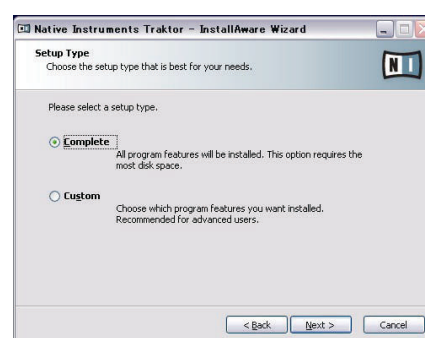 Native Instruments Traktor - InstallAware Wizard
Setup Type
Choose the setup type that is best for your needs.
NI
Please select a setup type.
Complete
All program features will be installed. This option requires the
most disk space.
Custom
Choose which program features you want installed.
Recommended for advanced users.
< Back Next > Cancel